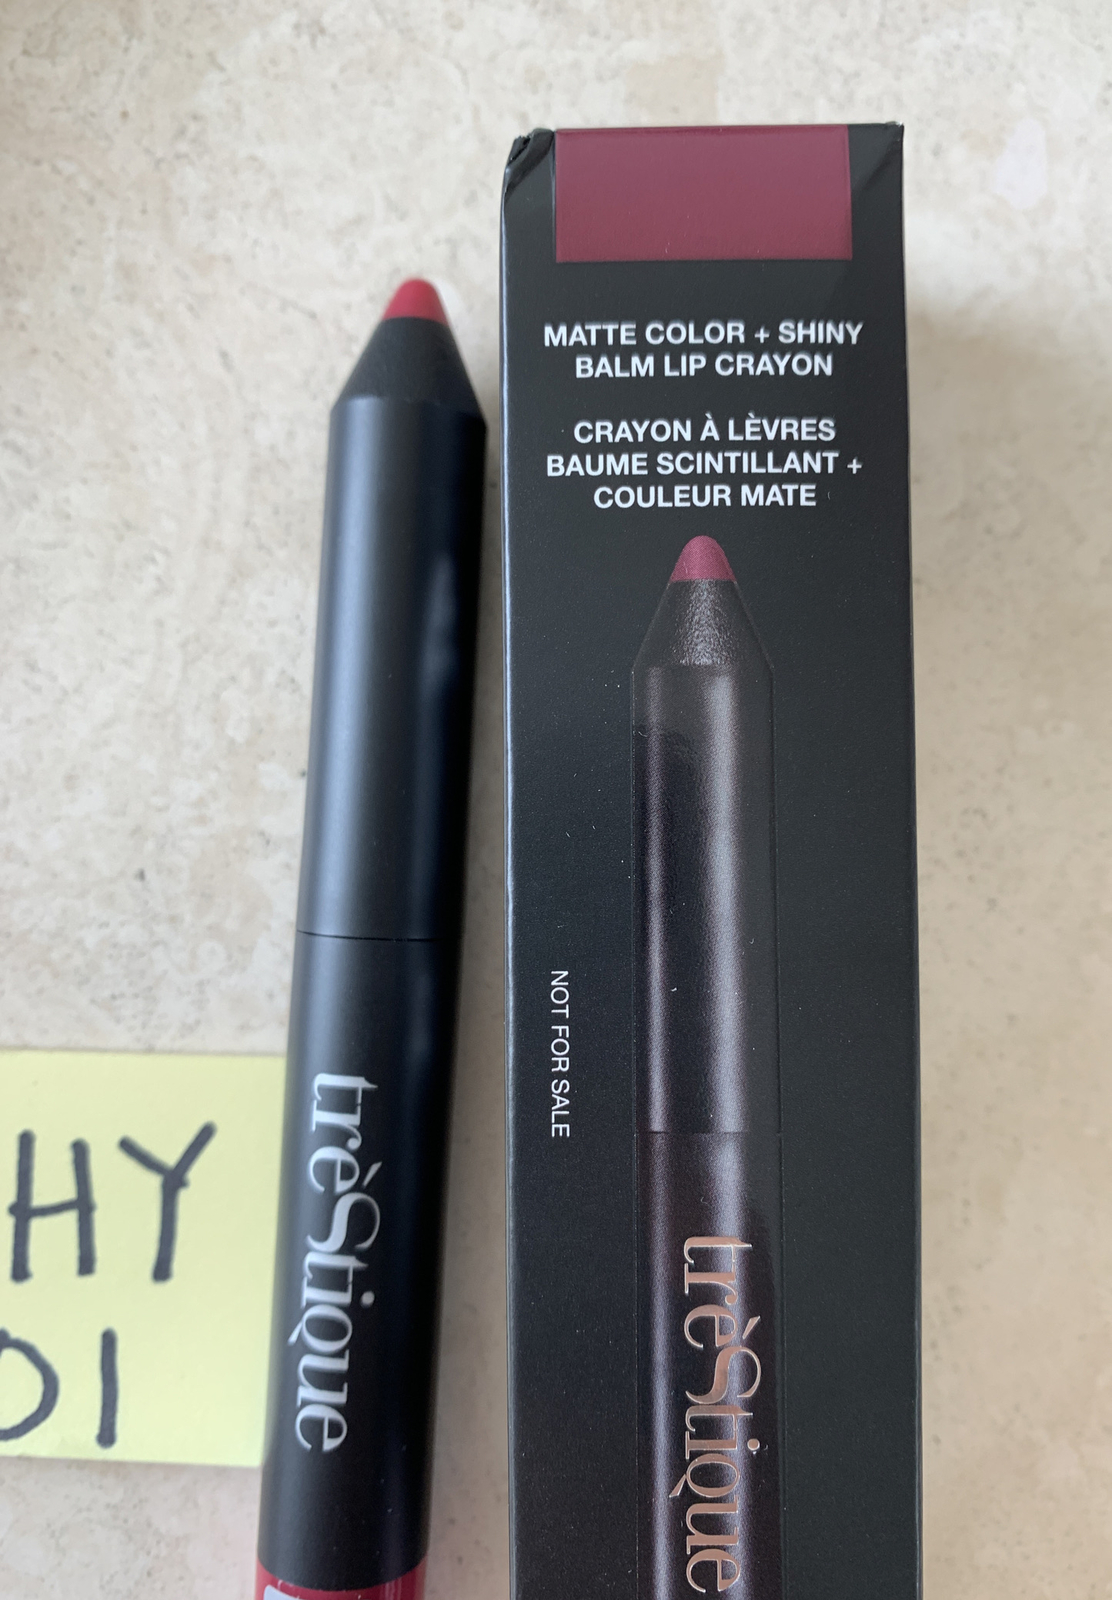 MATTE COLOR + SHINY
BALM LIP CRAYON
CRAYON À LÈVRES
BAUME SCINTILLANT +
COULEUR MATE
NOT FOR SALE
trèStique
trèStique
HY
01